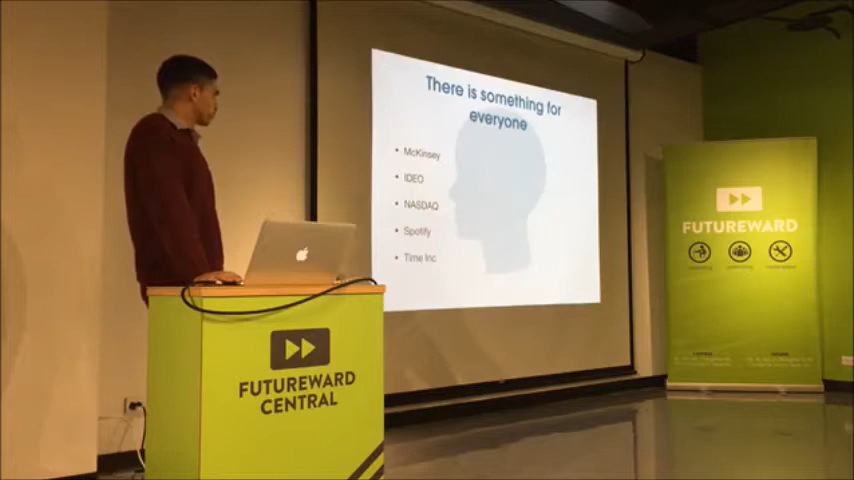 There is something for
everyone
• McKinsey
• IDEO
• NASDAQ
• Spotify
• Time Inc
FUTUREWARD
CENTRAL
FUTUREWARD